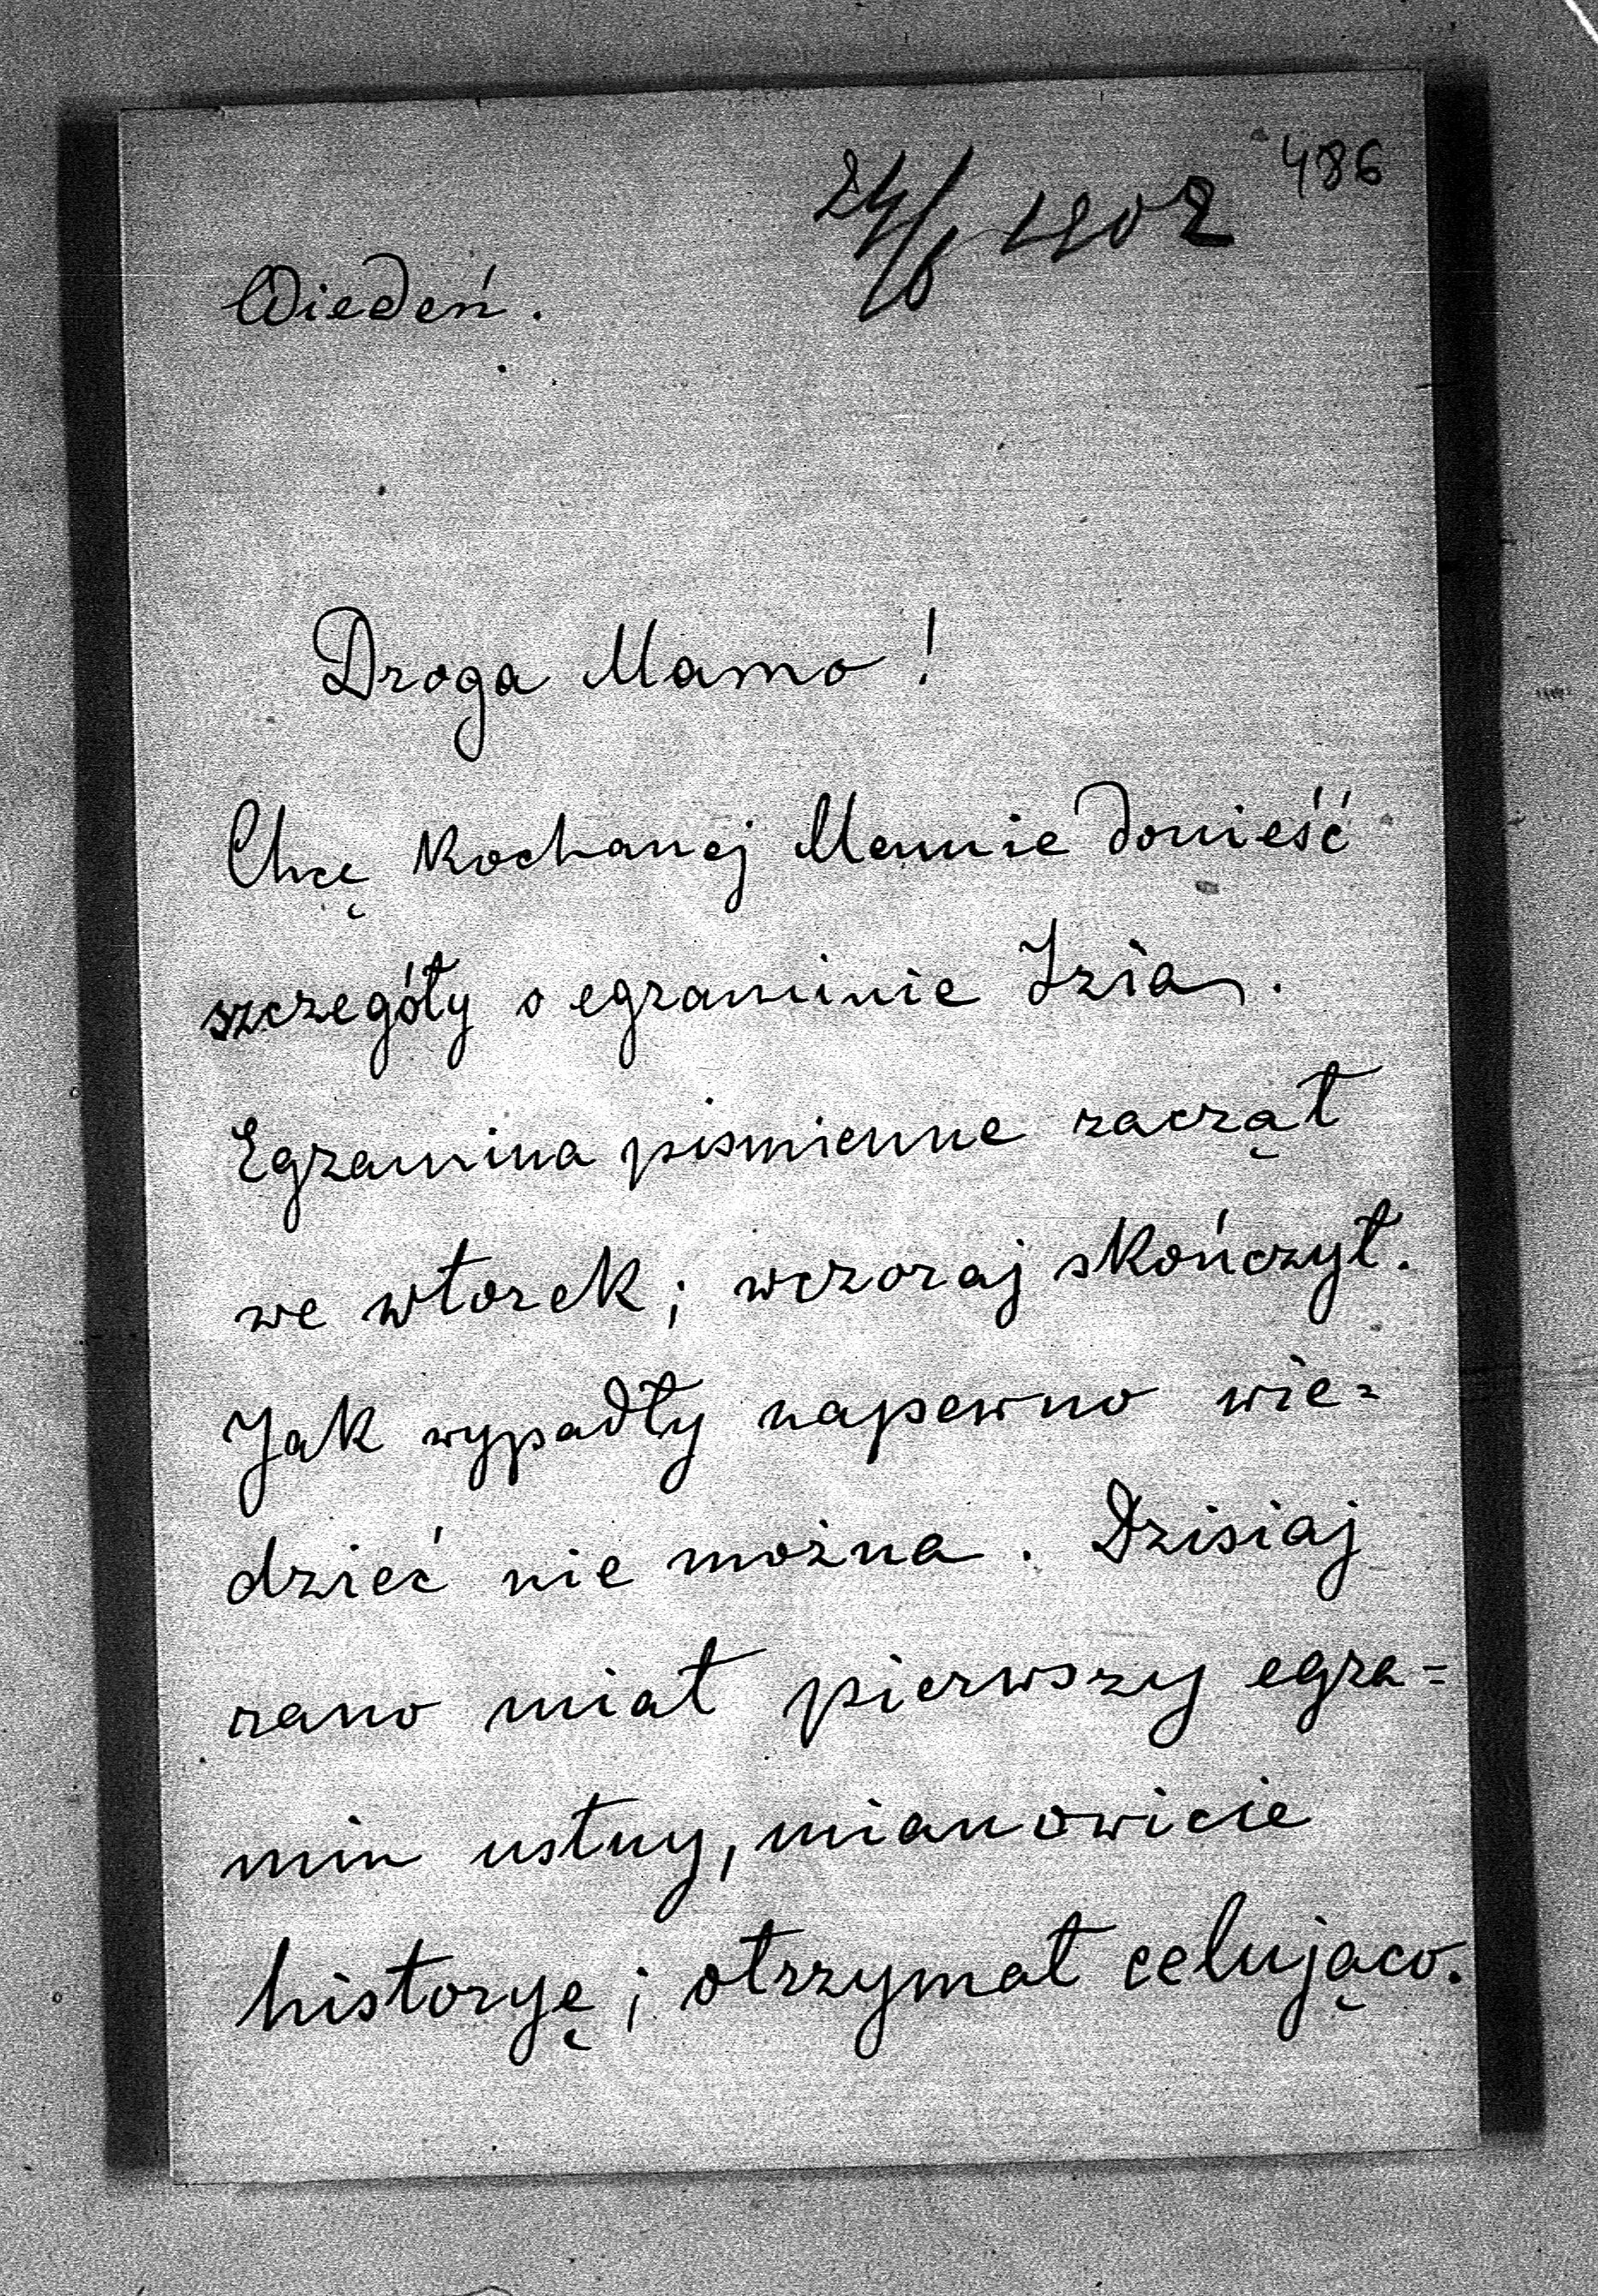 486
24/6 1902
Wiedeń.
Droga Mamo!
Chcę Kochanej Mamie donieść
szczegóły o egzaminie Izia.
Egzamina pismienne zaczął
we wtorek; wczoraj skończył.
Jak wypadły napewno wie=
dzieć nie można. Dzisiaj
rano miał pierwszy egza=
min ustny, mianowicie
historyę; otrzymał celująco.